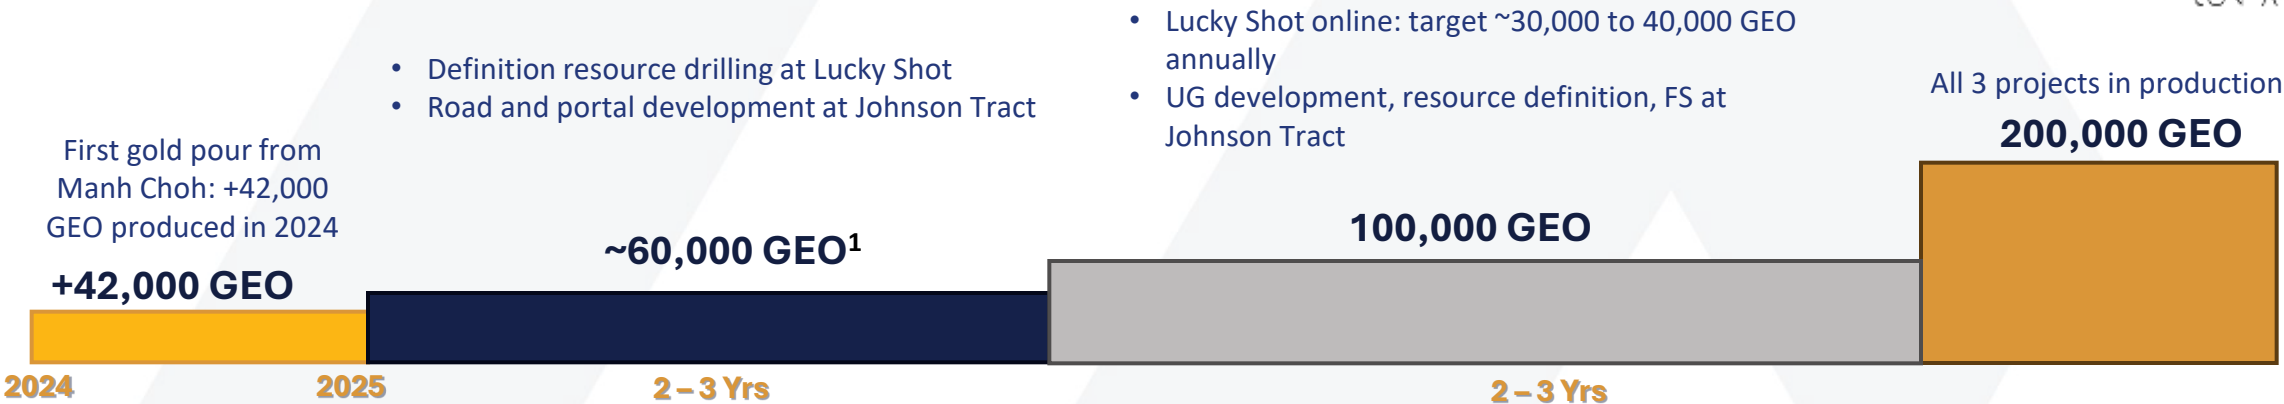 First gold pour from
Manh Choh: +42,000
GEO produced in 2024
+42,000 GEO
• Definition resource drilling at Lucky Shot
• Road and portal development at Johnson Tract
~60,000 GEO¹
• Lucky Shot online: target ~30,000 to 40,000 GEO
annually
• UG development, resource definition, FS at
Johnson Tract
100,000 GEO
All 3 projects in production
200,000 GEO
2024
2025
2 – 3 Yrs
2 – 3 Yrs